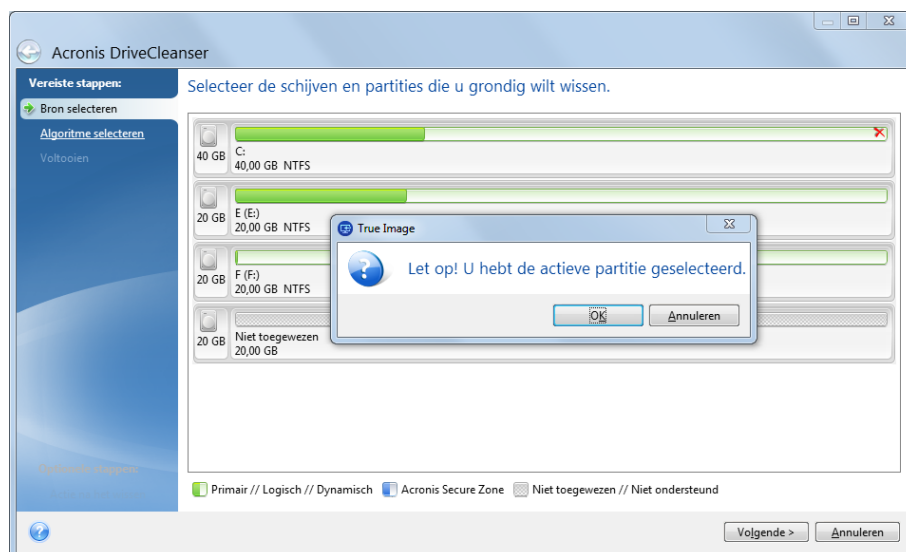 Acronis DriveCleanser
Vereiste stappen:
Bron selecteren
Algoritme selecteren
Voltooien
Selecteer de schijven en partities die u grondig wilt wissen.
40 GB
C:
40,00 GB NTFS
20 GB
E (E:)
20,00 GB NTFS
20 GB
F (F:)
20,00 GB NTFS
20 GB
Niet toegewezen
20,00 GB
True Image
Let op! U hebt de actieve partitie geselecteerd.
OK
Annuleren
Primair // Logisch // Dynamisch
Acronis Secure Zone
Niet toegewezen // Niet ondersteund
Volgende >
Annuleren